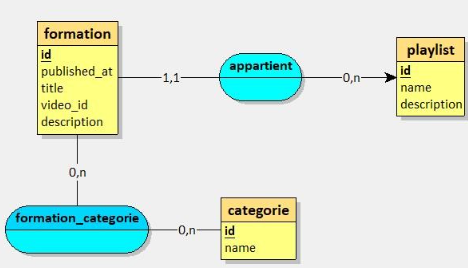 formation
id
published_at
title
video_id
description
1,1
appartient
0,n
playlist
id
name
description
0,n
formation_categorie
0,n
categorie
id
name